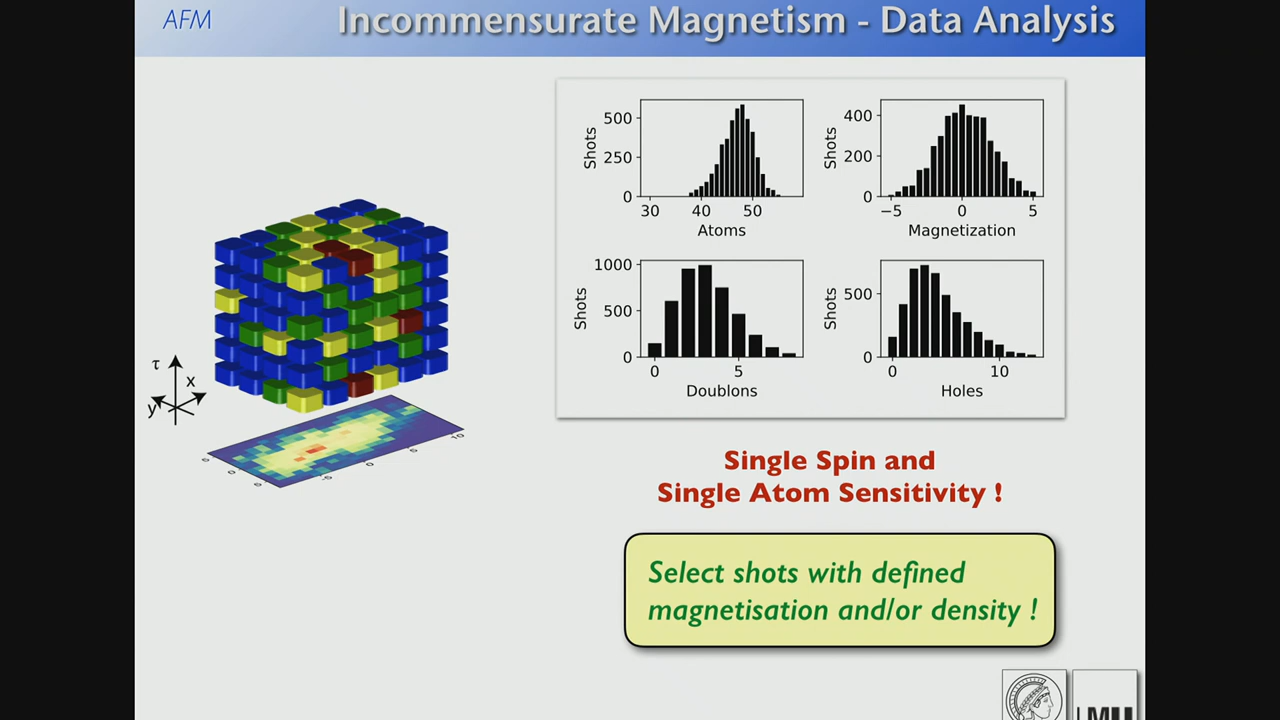 AFM
Incommensurate Magnetism - Data Analysis
500
250
0
Shots
30 40 50
Atoms
400
200
0
Shots
−5 0 5
Magnetization
1000
500
0
Shots
0 5
Doublons
500
0
Shots
0 10
Holes
τ
x
y
Single Spin and
Single Atom Sensitivity !
Select shots with defined
magnetisation and/or density !
LMU